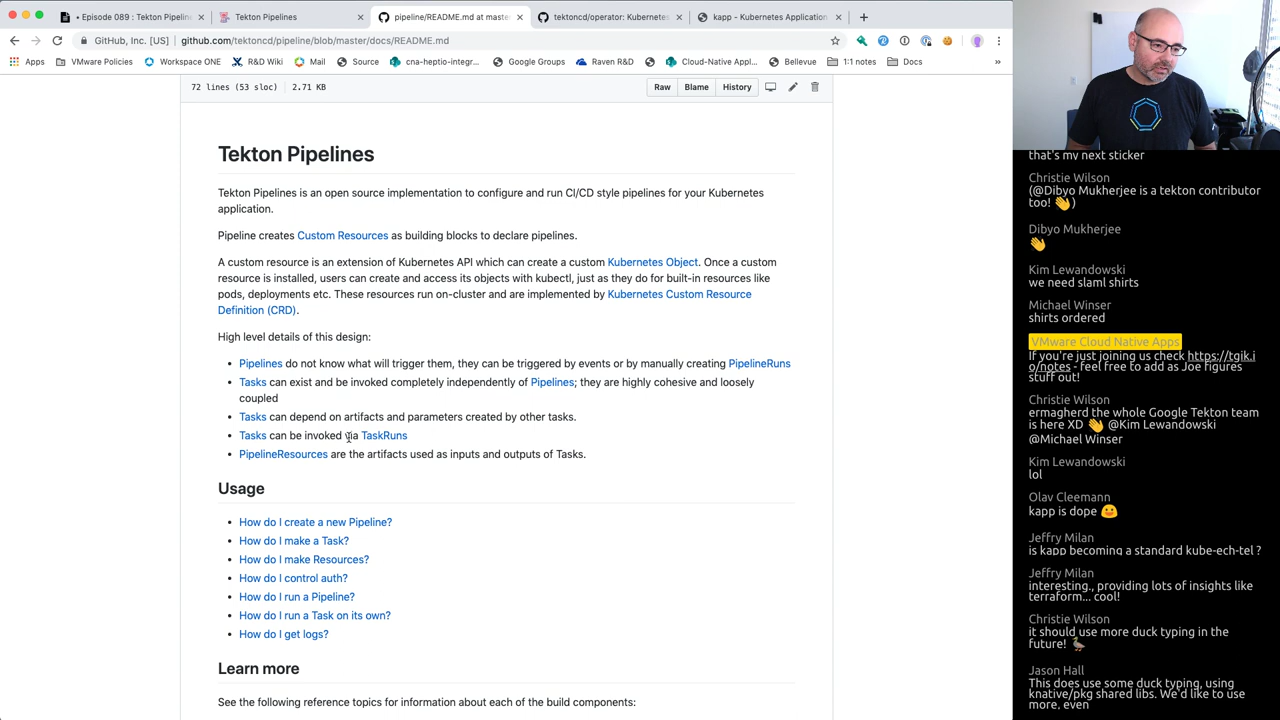 • Episode 089 : Tekton Pipelin
Tekton Pipelines
pipeline/README.md at maste
tektoncd/operator: Kubernetes
kapp - Kubernetes Application
GitHub, Inc. [US]
github.com/tektoncd/pipeline/blob/master/docs/README.md
Apps
VMware Policies
Workspace ONE
R&D Wiki
Mail
Source
cna-heptio-integr...
Google Groups
Raven R&D
Cloud-Native Appl...
Bellevue
1:1 notes
Docs
»
72 lines (53 sloc) 2.71 KB
Raw
Blame
History
Tekton Pipelines
Tekton Pipelines is an open source implementation to configure and run CI/CD style pipelines for your Kubernetes
application.
Pipeline creates Custom Resources as building blocks to declare pipelines.
A custom resource is an extension of Kubernetes API which can create a custom Kubernetes Object. Once a custom
resource is installed, users can create and access its objects with kubectl, just as they do for built-in resources like
pods, deployments etc. These resources run on-cluster and are implemented by Kubernetes Custom Resource
Definition (CRD).
High level details of this design:
• Pipelines do not know what will trigger them, they can be triggered by events or by manually creating PipelineRuns
• Tasks can exist and be invoked completely independently of Pipelines; they are highly cohesive and loosely
coupled
• Tasks can depend on artifacts and parameters created by other tasks.
• Tasks can be invoked via TaskRuns
• PipelineResources are the artifacts used as inputs and outputs of Tasks.
Usage
• How do I create a new Pipeline?
• How do I make a Task?
• How do I make Resources?
• How do I control auth?
• How do I run a Pipeline?
• How do I run a Task on its own?
• How do I get logs?
Learn more
See the following reference topics for information about each of the build components:
that's my next sticker
Christie Wilson
(@Dibyo Mukherjee is a tekton contributor
too! 👋)
Dibyo Mukherjee
👋
Kim Lewandowski
we need slaml shirts
Michael Winser
shirts ordered
VMware Cloud Native Apps
If you're just joining us check https://tgik.i
o/notes - feel free to add as Joe figures
stuff out!
Christie Wilson
ermagherd the whole Google Tekton team
is here XD 👋 @Kim Lewandowski
@Michael Winser
Kim Lewandowski
lol
Olav Cleemann
kapp is dope 😛
Jeffry Milan
is kapp becoming a standard kube-ech-tel ?
Jeffry Milan
interesting., providing lots of insights like
terraform... cool!
Christie Wilson
it should use more duck typing in the
future! 🦆
Jason Hall
This does use some duck typing, using
knative/pkg shared libs. We'd like to use
more, even